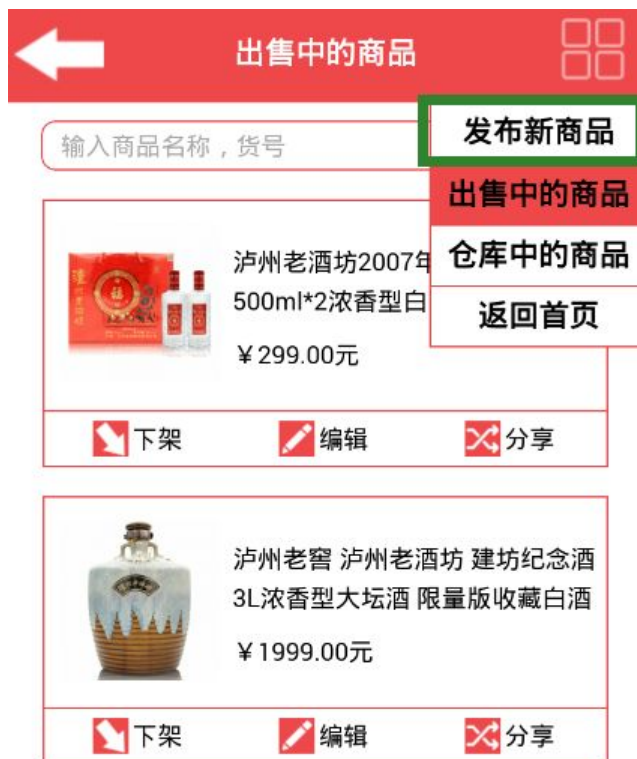 出售中的商品
输入商品名称，货号
发布新商品
出售中的商品
仓库中的商品
返回首页
泸州老酒坊2007年
500ml*2浓香型白
￥299.00元
下架 编辑 分享
泸州老窖 泸州老酒坊 建坊纪念酒
3L浓香型大坛酒 限量版收藏白酒
￥1999.00元
下架 编辑 分享